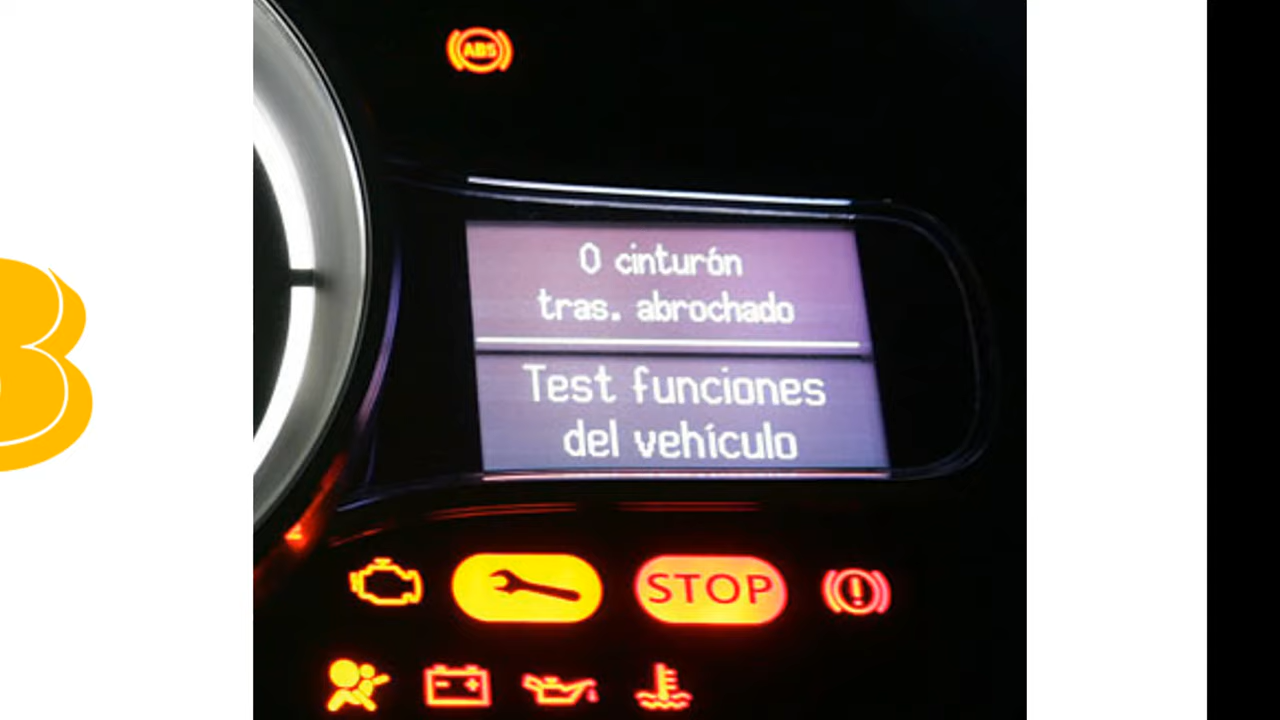 ABS
0 cinturón
tras. abrochado
Test funciones
del vehículo
STOP